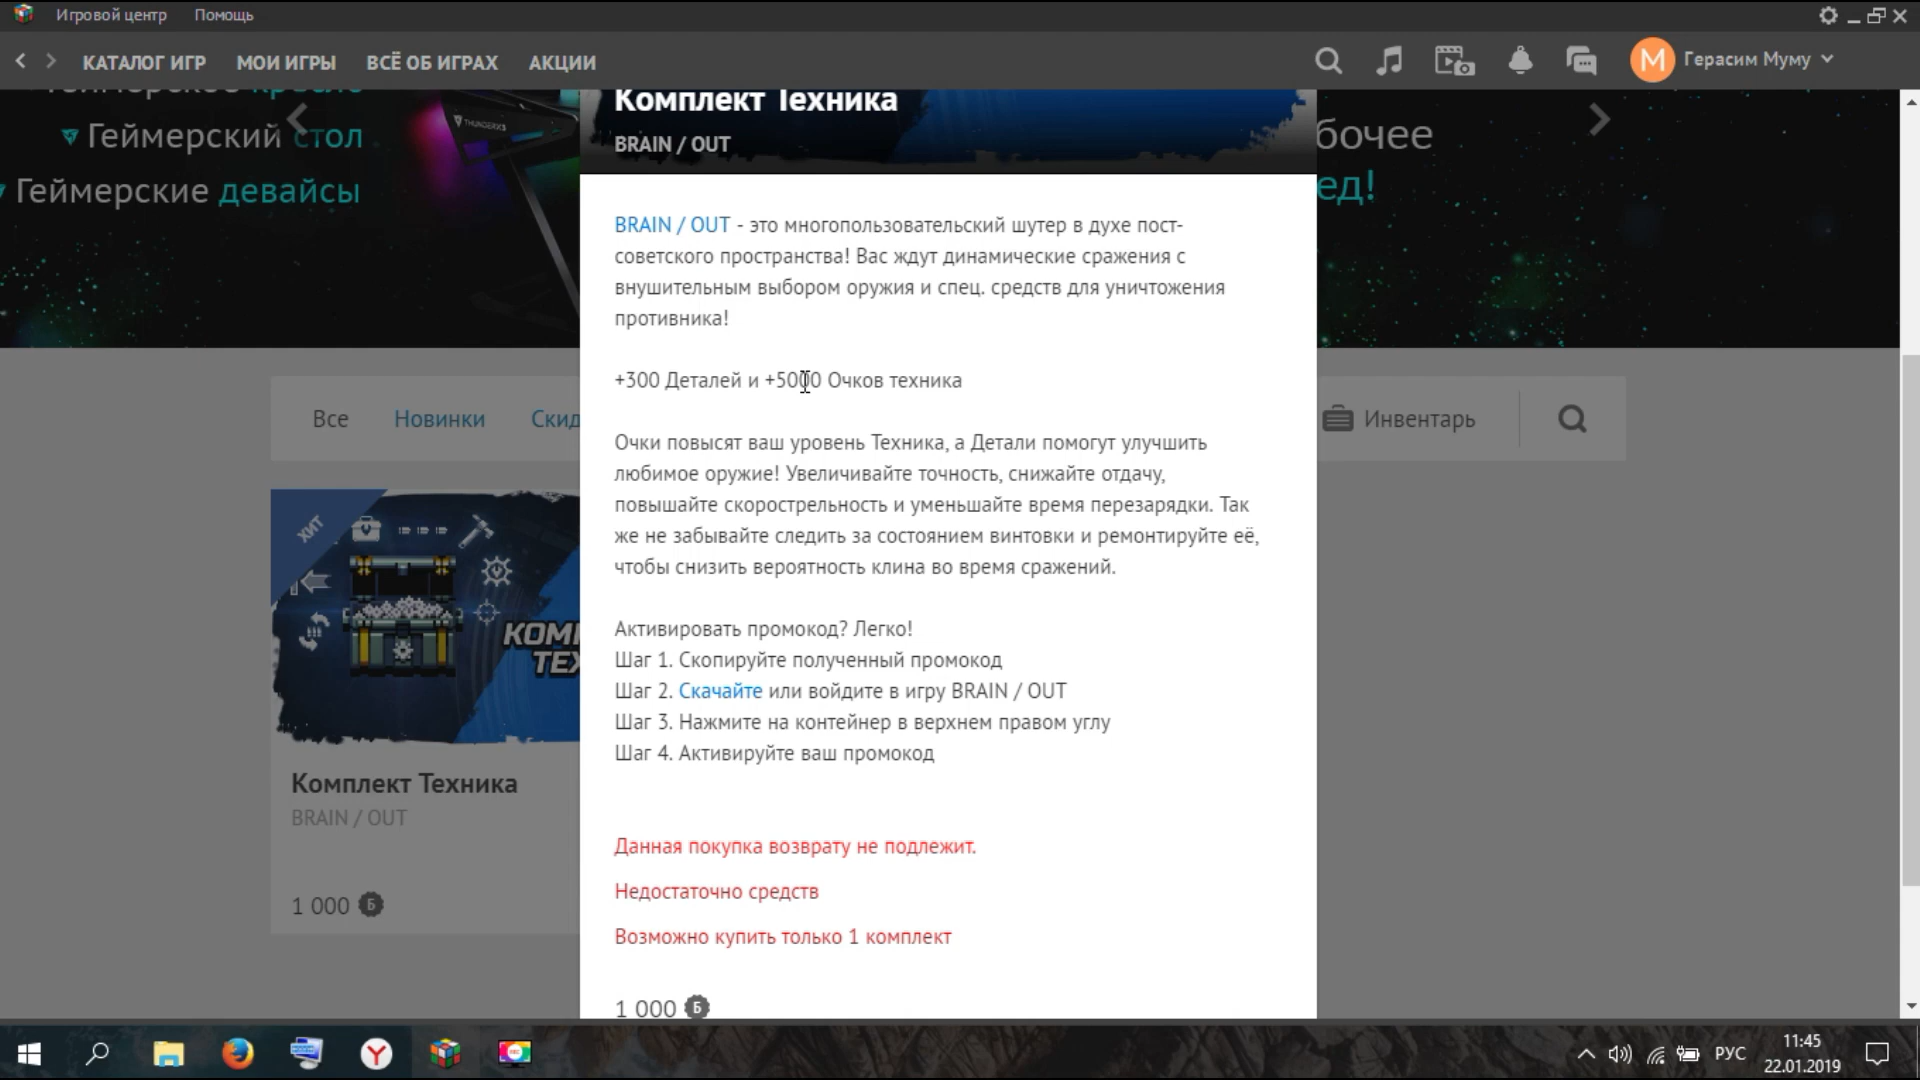 Игровой центр Помощь
КАТАЛОГ ИГР МОИ ИГРЫ ВСЁ ОБ ИГРАХ АКЦИИ
М Герасим Муму
Геймерский стол
Геймерские девайсы
THUNDERX3
бочее
ед!
Комплект Техника
BRAIN / OUT
BRAIN / OUT - это многопользовательский шутер в духе пост-
советского пространства! Вас ждут динамические сражения с
внушительным выбором оружия и спец. средств для уничтожения
противника!
+300 Деталей и +5000 Очков техника
Очки повысят ваш уровень Техника, а Детали помогут улучшить
любимое оружие! Увеличивайте точность, снижайте отдачу,
повышайте скорострельность и уменьшайте время перезарядки. Так
же не забывайте следить за состоянием винтовки и ремонтируйте её,
чтобы снизить вероятность клина во время сражений.
Активировать промокод? Легко!
Шаг 1. Скопируйте полученный промокод
Шаг 2. Скачайте или войдите в игру BRAIN / OUT
Шаг 3. Нажмите на контейнер в верхнем правом углу
Шаг 4. Активируйте ваш промокод
Данная покупка возврату не подлежит.
Недостаточно средств
Возможно купить только 1 комплект
1 000 Б
Все Новинки Скид
Инвентарь
ХИТ
КОМП
ТЕХ
Комплект Техника
BRAIN / OUT
1 000 Б
РУС
11:45
22.01.2019